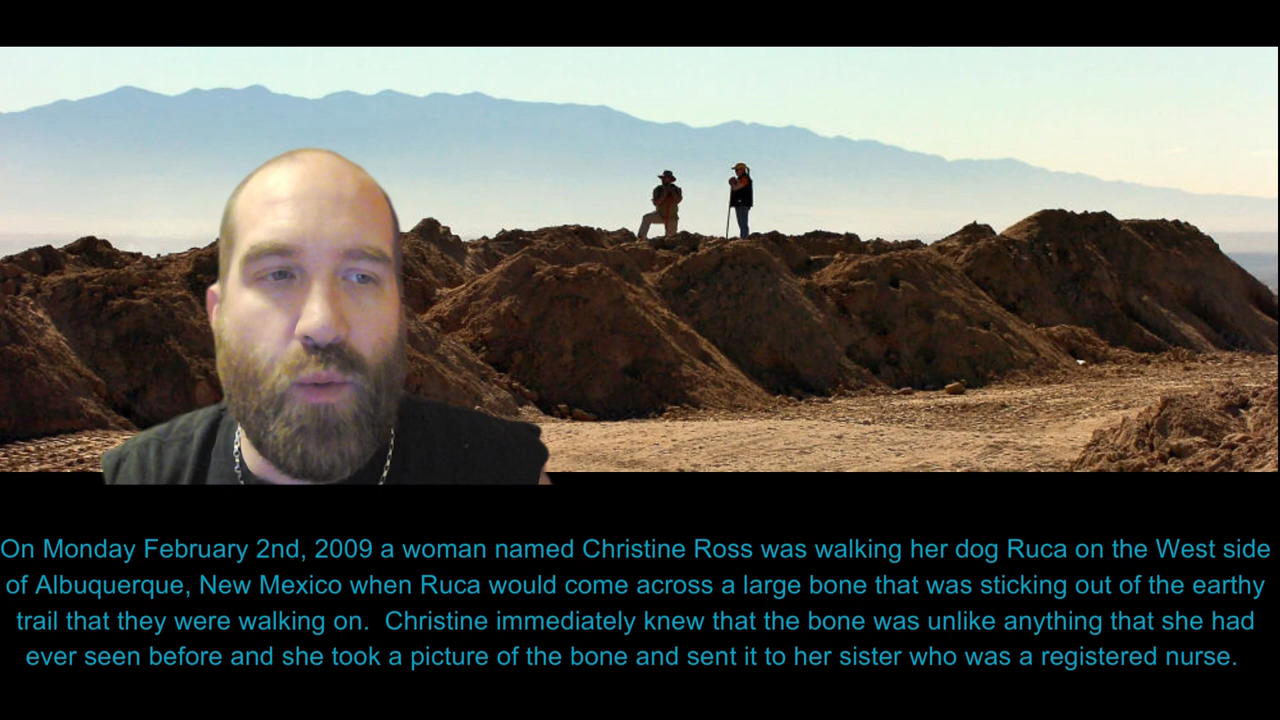 On Monday February 2nd, 2009 a woman named Christine Ross was walking her dog Ruca on the West side
of Albuquerque, New Mexico when Ruca would come across a large bone that was sticking out of the earthy
trail that they were walking on.  Christine immediately knew that the bone was unlike anything that she had
ever seen before and she took a picture of the bone and sent it to her sister who was a registered nurse.